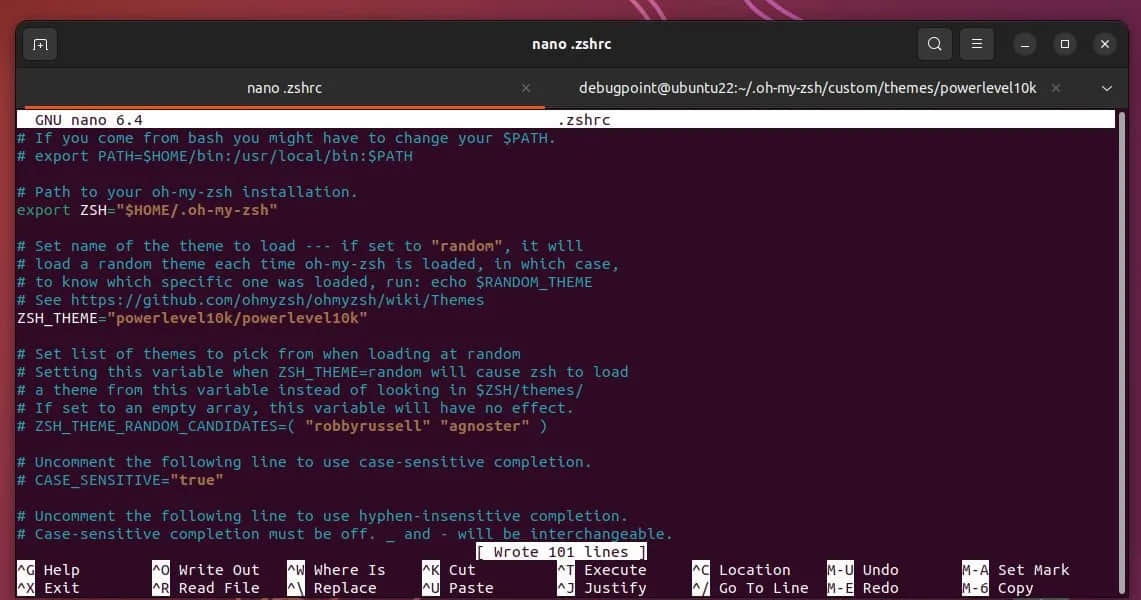 nano .zshrc
nano .zshrc
debugpoint@ubuntu22:~/.oh-my-zsh/custom/themes/powerlevel10k
GNU nano 6.4 .zshrc
# If you come from bash you might have to change your $PATH.
# export PATH=$HOME/bin:/usr/local/bin:$PATH
# Path to your oh-my-zsh installation.
export ZSH="$HOME/.oh-my-zsh"
# Set name of the theme to load --- if set to "random", it will
# load a random theme each time oh-my-zsh is loaded, in which case,
# to know which specific one was loaded, run: echo $RANDOM_THEME
# See https://github.com/ohmyzsh/ohmyzsh/wiki/Themes
ZSH_THEME="powerlevel10k/powerlevel10k"
# Set list of themes to pick from when loading at random
# Setting this variable when ZSH_THEME=random will cause zsh to load
# a theme from this variable instead of looking in $ZSH/themes/
# If set to an empty array, this variable will have no effect.
# ZSH_THEME_RANDOM_CANDIDATES=( "robbyrussell" "agnoster" )
# Uncomment the following line to use case-sensitive completion.
# CASE_SENSITIVE="true"
# Uncomment the following line to use hyphen-insensitive completion.
# Case-sensitive completion must be off. _ and - will be interchangeable.
[ Wrote 101 lines ]
^G Help ^O Write Out ^W Where Is ^K Cut ^T Execute ^C Location M-U Undo M-A Set Mark
^X Exit ^R Read File ^\ Replace ^U Paste ^J Justify ^/ Go To Line M-E Redo M-6 Copy